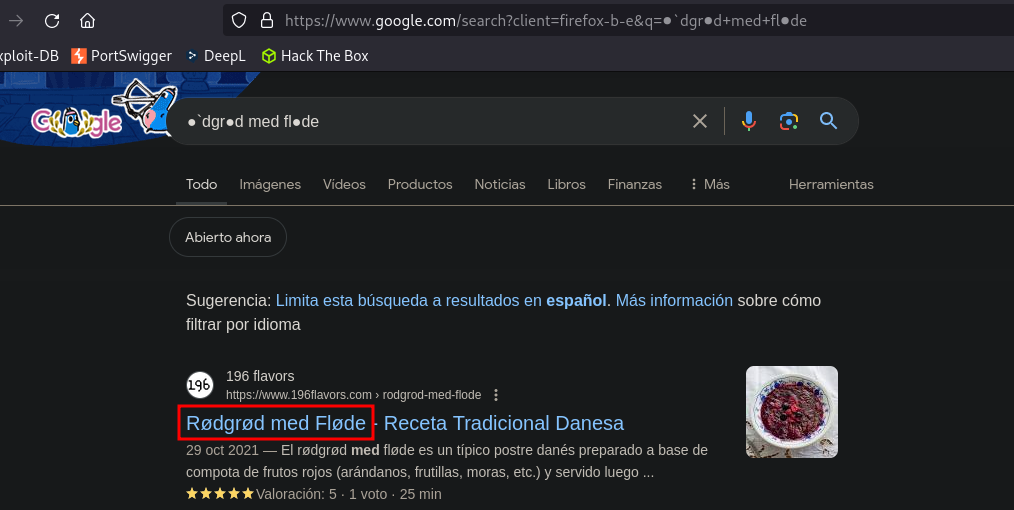 https://www.google.com/search?client=firefox-b-e&q=●`dgr●d+med+fl●de
xploit-DB PortSwigger DeepL Hack The Box
Google
●`dgr●d med fl●de
Todo Imágenes Vídeos Productos Noticias Libros Finanzas Más Herramientas
Abierto ahora
Sugerencia: Limita esta búsqueda a resultados en español. Más información sobre cómo
filtrar por idioma
196
196 flavors
https://www.196flavors.com › rodgrod-med-flode
Rødgrød med Fløde - Receta Tradicional Danesa
29 oct 2021 — El rødgrød med fløde es un típico postre danés preparado a base de
compota de frutos rojos (arándanos, frutillas, moras, etc.) y servido luego ...
Valoración: 5 · 1 voto · 25 min